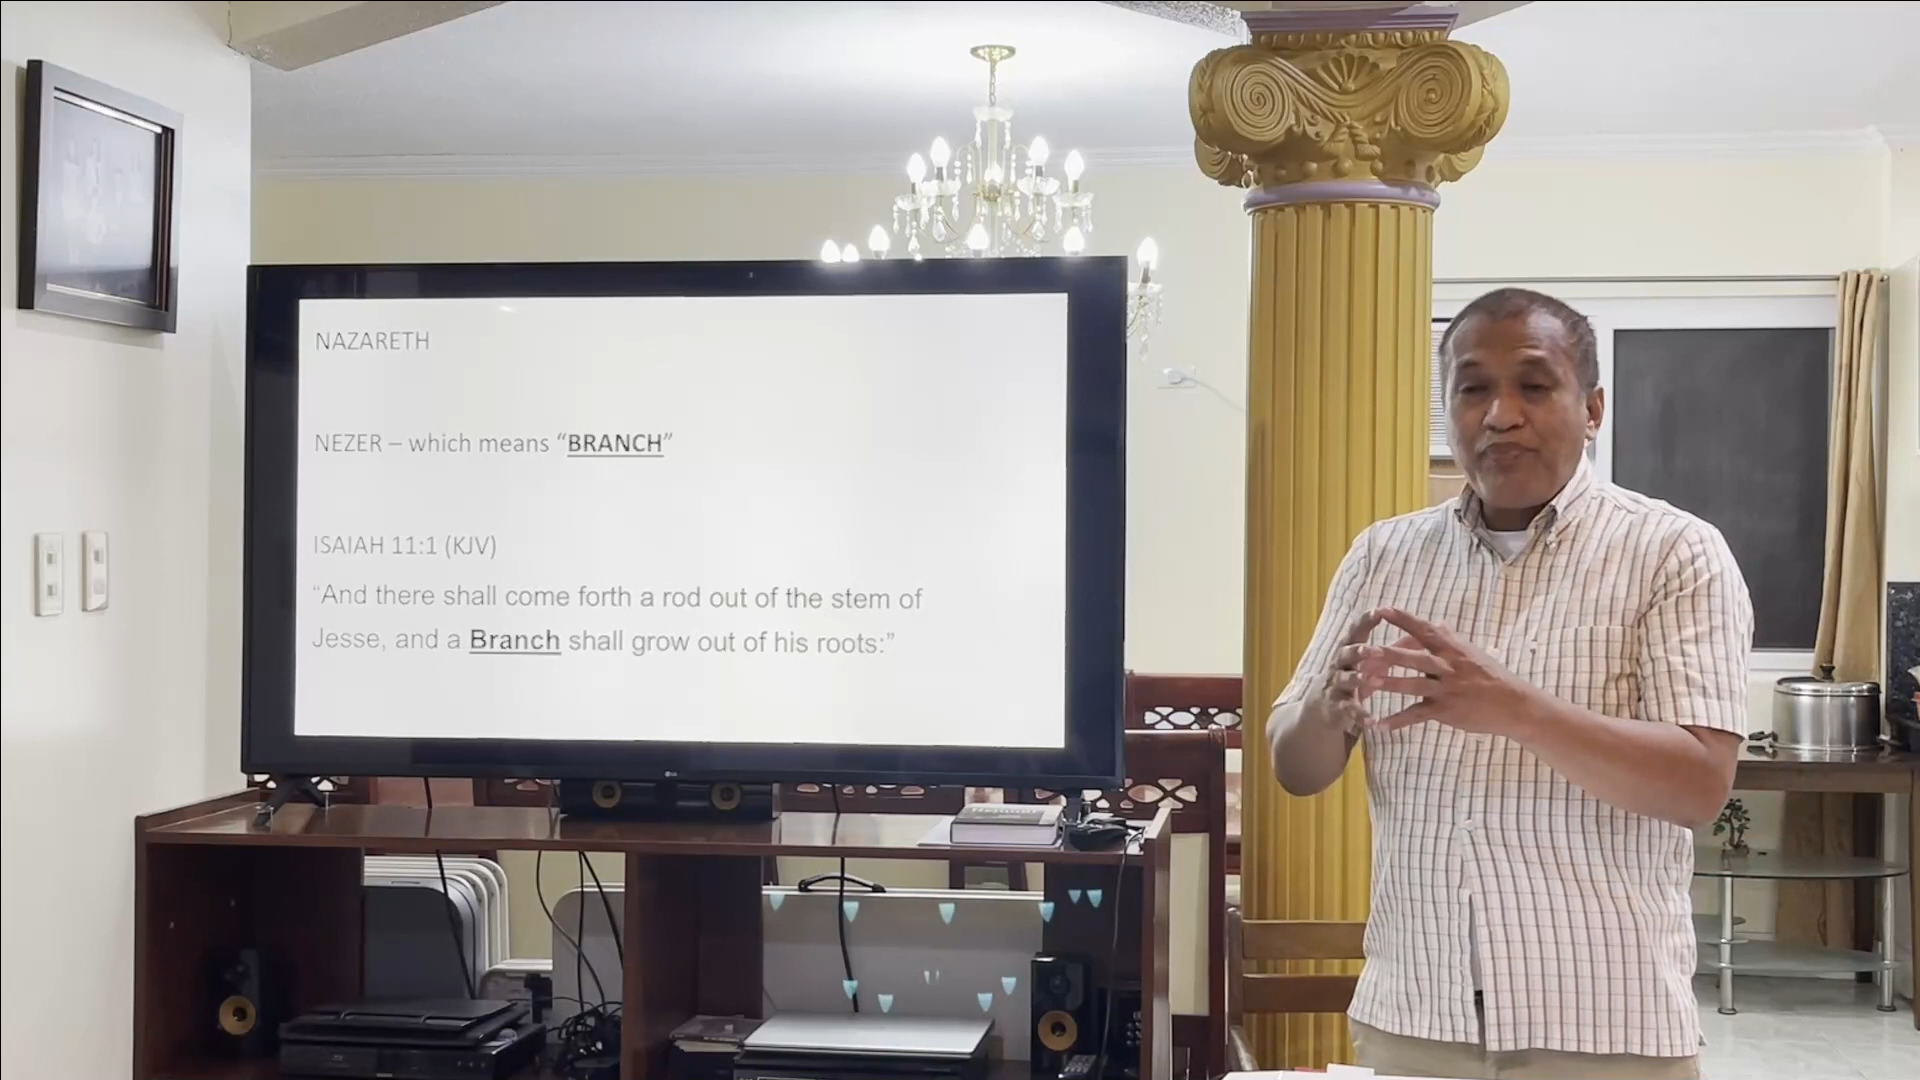 NAZARETH
NEZER – which means “BRANCH”
ISAIAH 11:1 (KJV)
“And there shall come forth a rod out of the stem of
Jesse, and a Branch shall grow out of his roots:”
LG